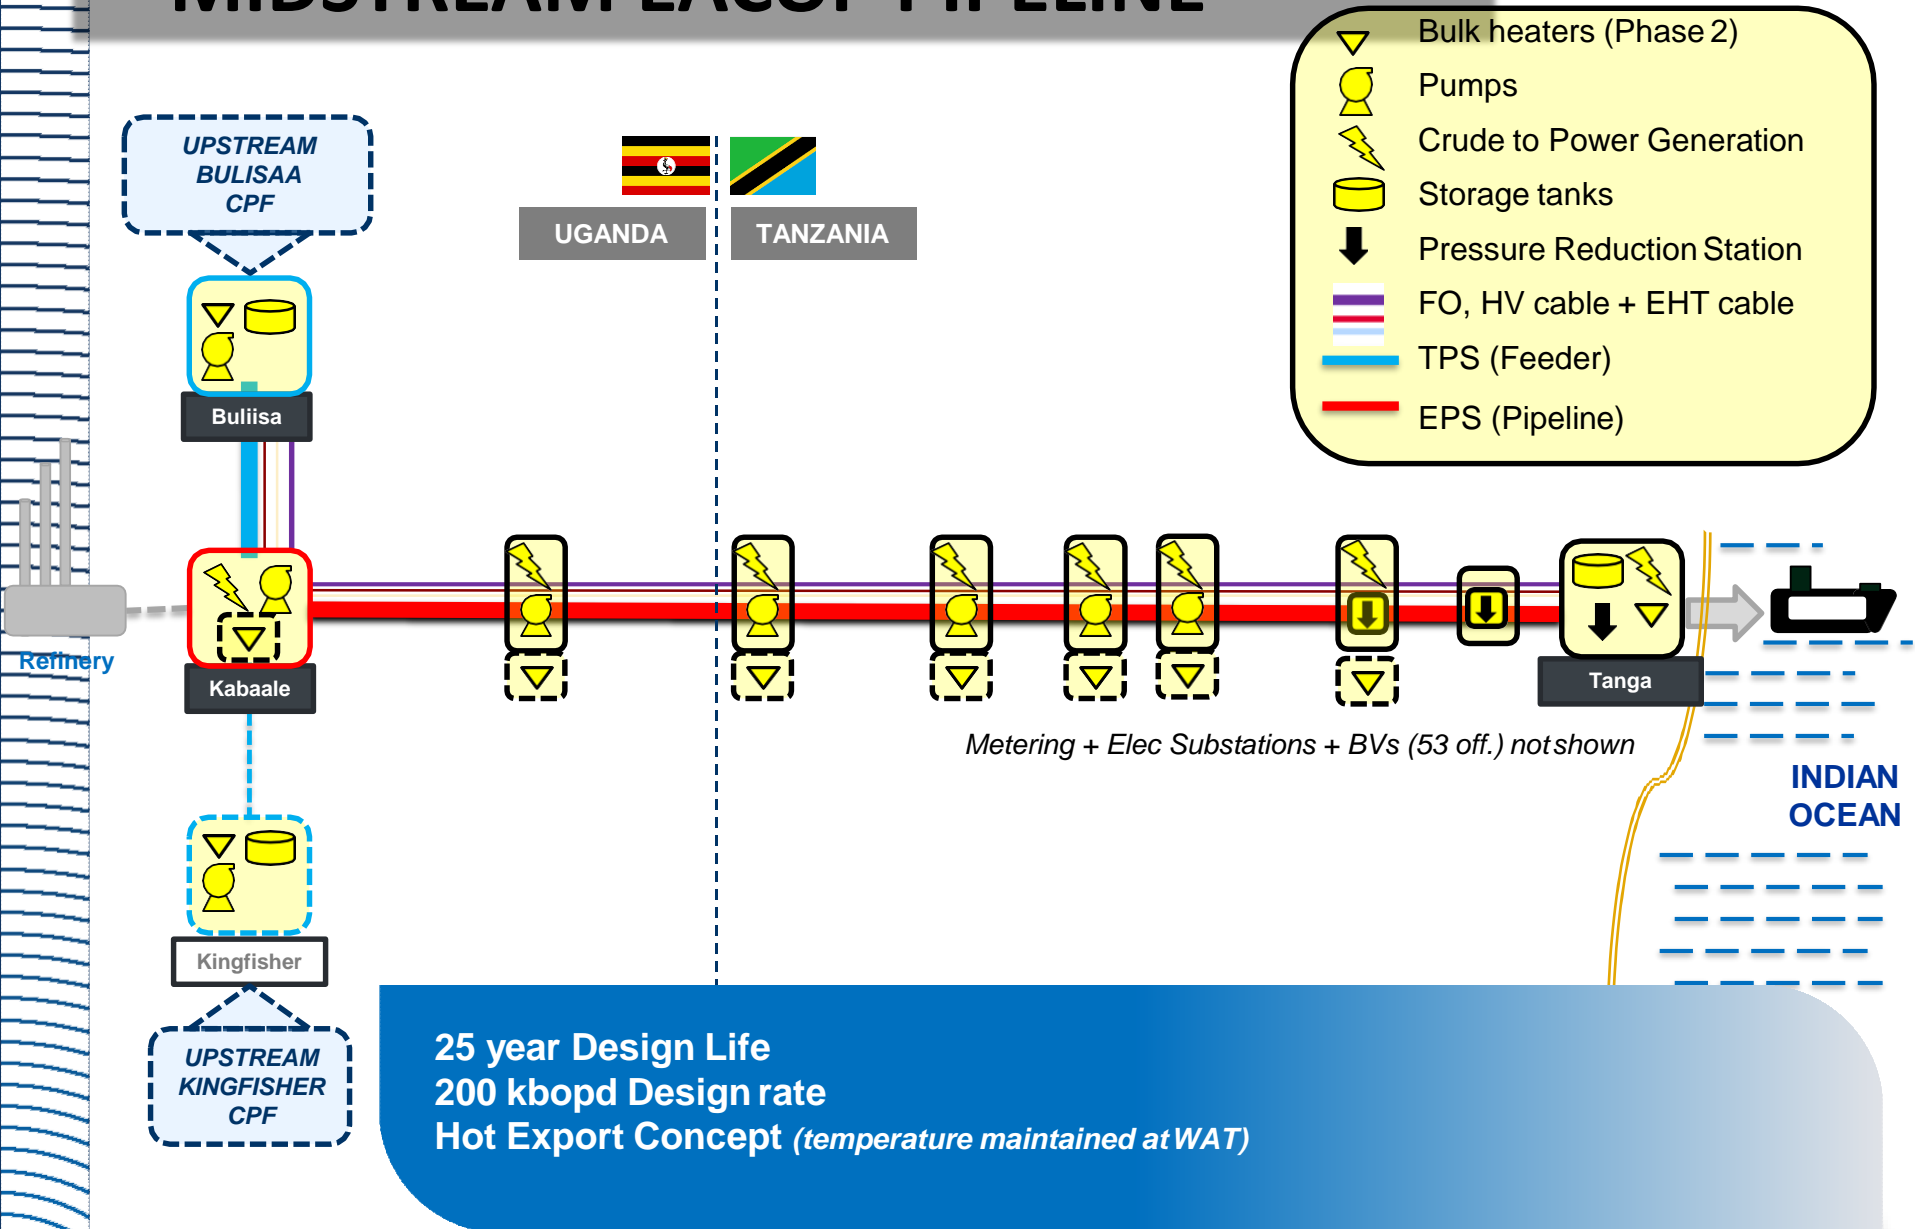 MIDSTREAM EACOP PIPELINE
Bulk heaters (Phase 2)
Pumps
Crude to Power Generation
Storage tanks
Pressure Reduction Station
FO, HV cable + EHT cable
TPS (Feeder)
EPS (Pipeline)
UPSTREAM
BULISAA
CPF
UGANDA
TANZANIA
Buliisa
Refinery
Kabaale
Tanga
Metering + Elec Substations + BVs (53 off.) not shown
INDIAN
OCEAN
Kingfisher
UPSTREAM
KINGFISHER
CPF
25 year Design Life
200 kbopd Design rate
Hot Export Concept (temperature maintained at WAT)